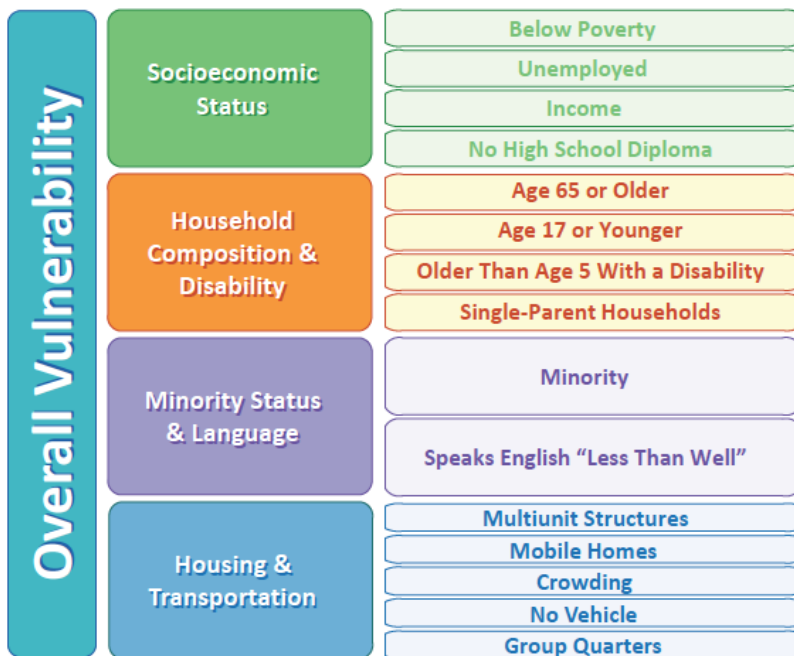 Overall Vulnerability
Socioeconomic
Status
Below Poverty
Unemployed
Income
No High School Diploma
Household
Composition &
Disability
Age 65 or Older
Age 17 or Younger
Older Than Age 5 With a Disability
Single-Parent Households
Minority Status
& Language
Minority
Speaks English “Less Than Well”
Housing &
Transportation
Multiunit Structures
Mobile Homes
Crowding
No Vehicle
Group Quarters